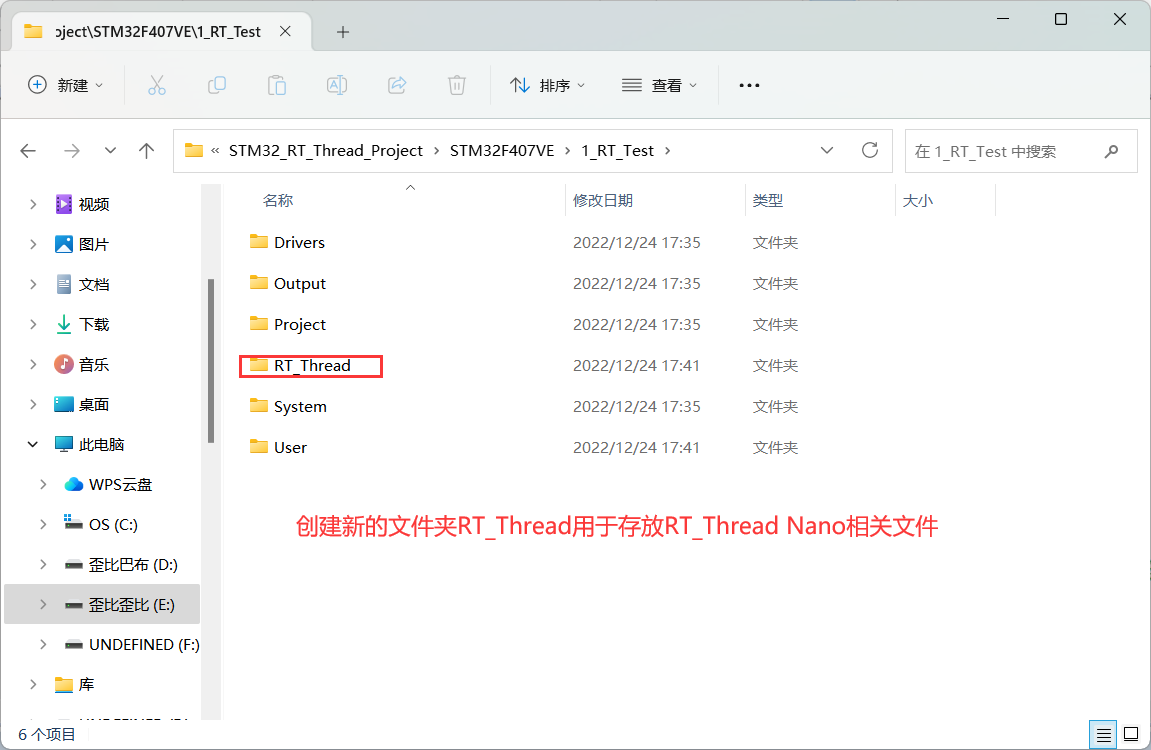 oject\STM32F407VE\1_RT_Test
新建
排序
查看
« STM32_RT_Thread_Project › STM32F407VE › 1_RT_Test ›
在 1_RT_Test 中搜索
名称 修改日期 类型 大小
视频
图片
文档
下载
音乐
桌面
此电脑
WPS云盘
OS (C:)
歪比巴布 (D:)
歪比歪比 (E:)
UNDEFINED (F:)
库
Drivers 2022/12/24 17:35 文件夹
Output 2022/12/24 17:35 文件夹
Project 2022/12/24 17:35 文件夹
RT_Thread 2022/12/24 17:41 文件夹
System 2022/12/24 17:35 文件夹
User 2022/12/24 17:41 文件夹
创建新的文件夹RT_Thread用于存放RT_Thread Nano相关文件
6 个项目